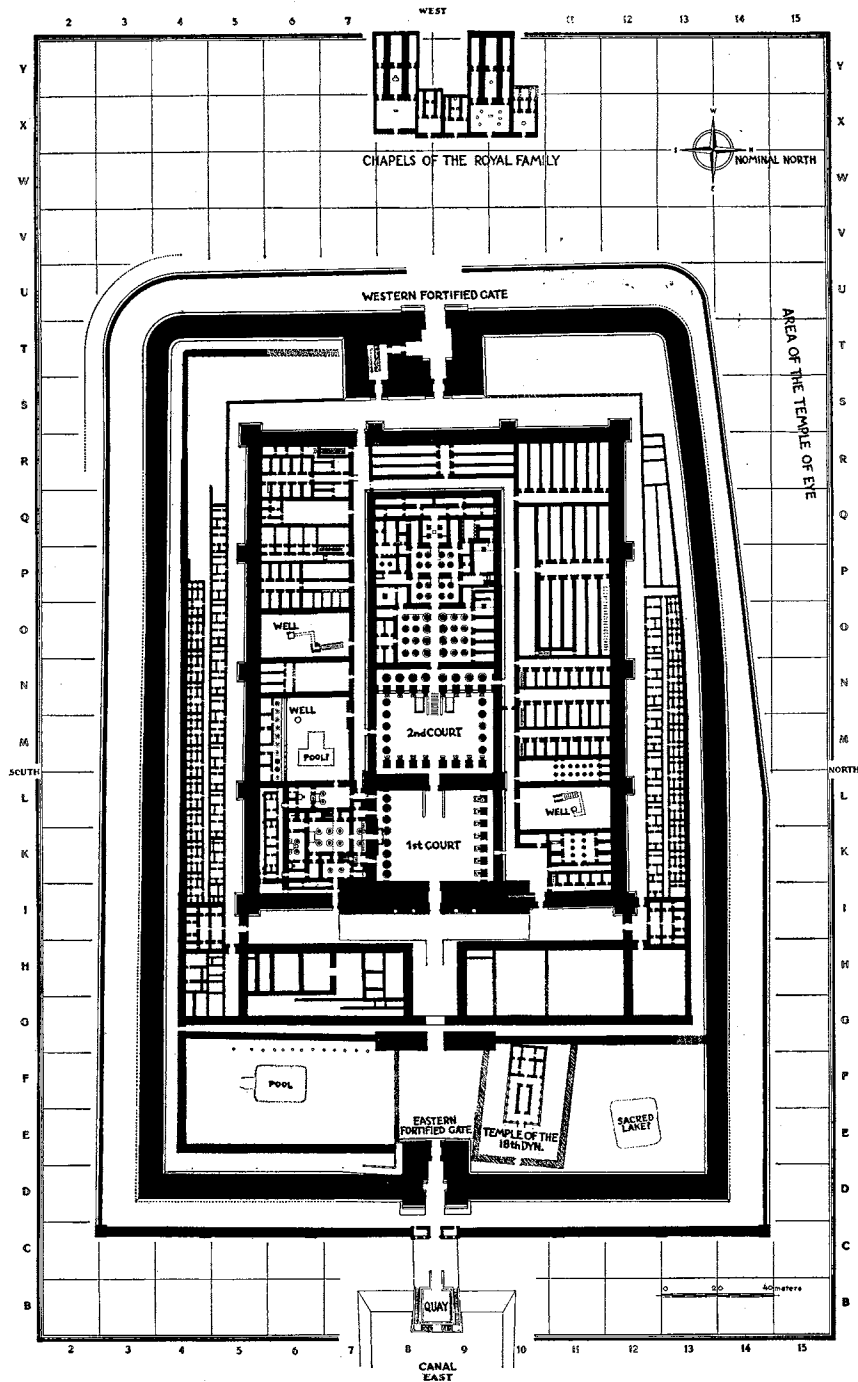 WEST
2 3 4 5 6 7 11 12 13 14 15
Y Y
X X
W W
V V
U U
T T
S S
R R
Q Q
P P
O O
N N
M M
L L
K K
I I
H H
G G
F F
E E
D D
C C
B B
CHAPELS OF THE ROYAL FAMILY
W
S N
E
NOMINAL NORTH
WESTERN FORTIFIED GATE
AREA OF THE TEMPLE OF EYE
WELL
WELL
POOL?
2nd COURT
SOUTH
NORTH
1st COURT
WELL
POOL
EASTERN
FORTIFIED GATE
TEMPLE OF THE
18th DYN.
SACRED
LAKE?
0 20 40 metere
QUAY
2 3 4 5 6 7 8 9 10 11 12 13 14 15
CANAL
EAST